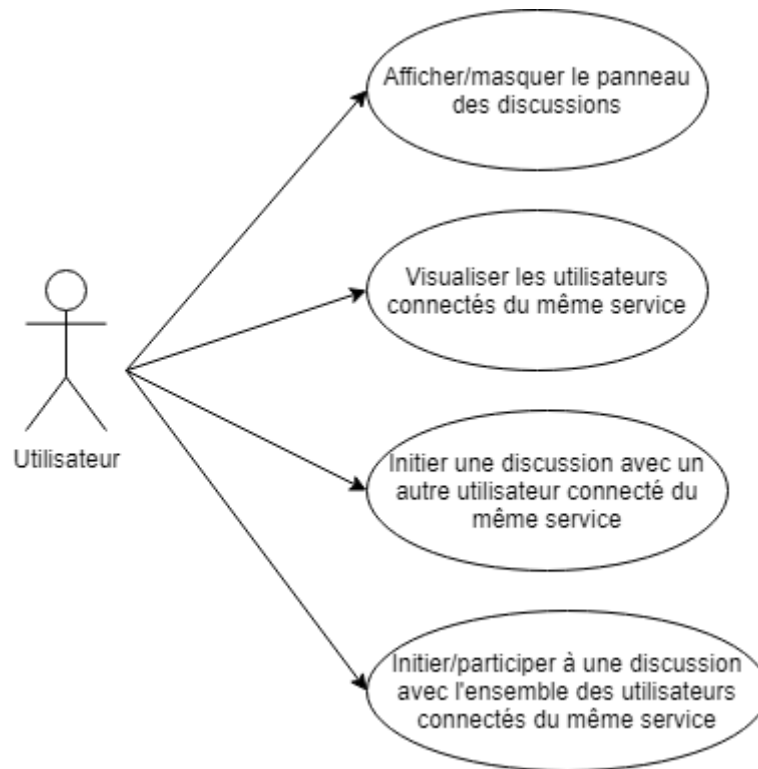 Afficher/masquer le panneau
des discussions
Visualiser les utilisateurs
connectés du même service
Utilisateur
Initier une discussion avec un
autre utilisateur connecté du
même service
Initier/participer à une discussion
avec l'ensemble des utilisateurs
connectés du même service